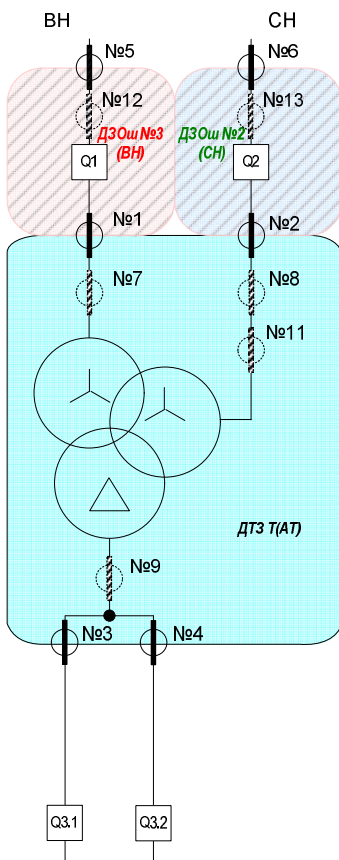 ВН СН
№5 №6
№12 №13
ДЗОш №3
(ВН)
ДЗОш №2
(СН)
Q1 Q2
№1 №2
№7 №8
№11
ДТЗ Т(АТ)
№9
№3 №4
Q3.1 Q3.2